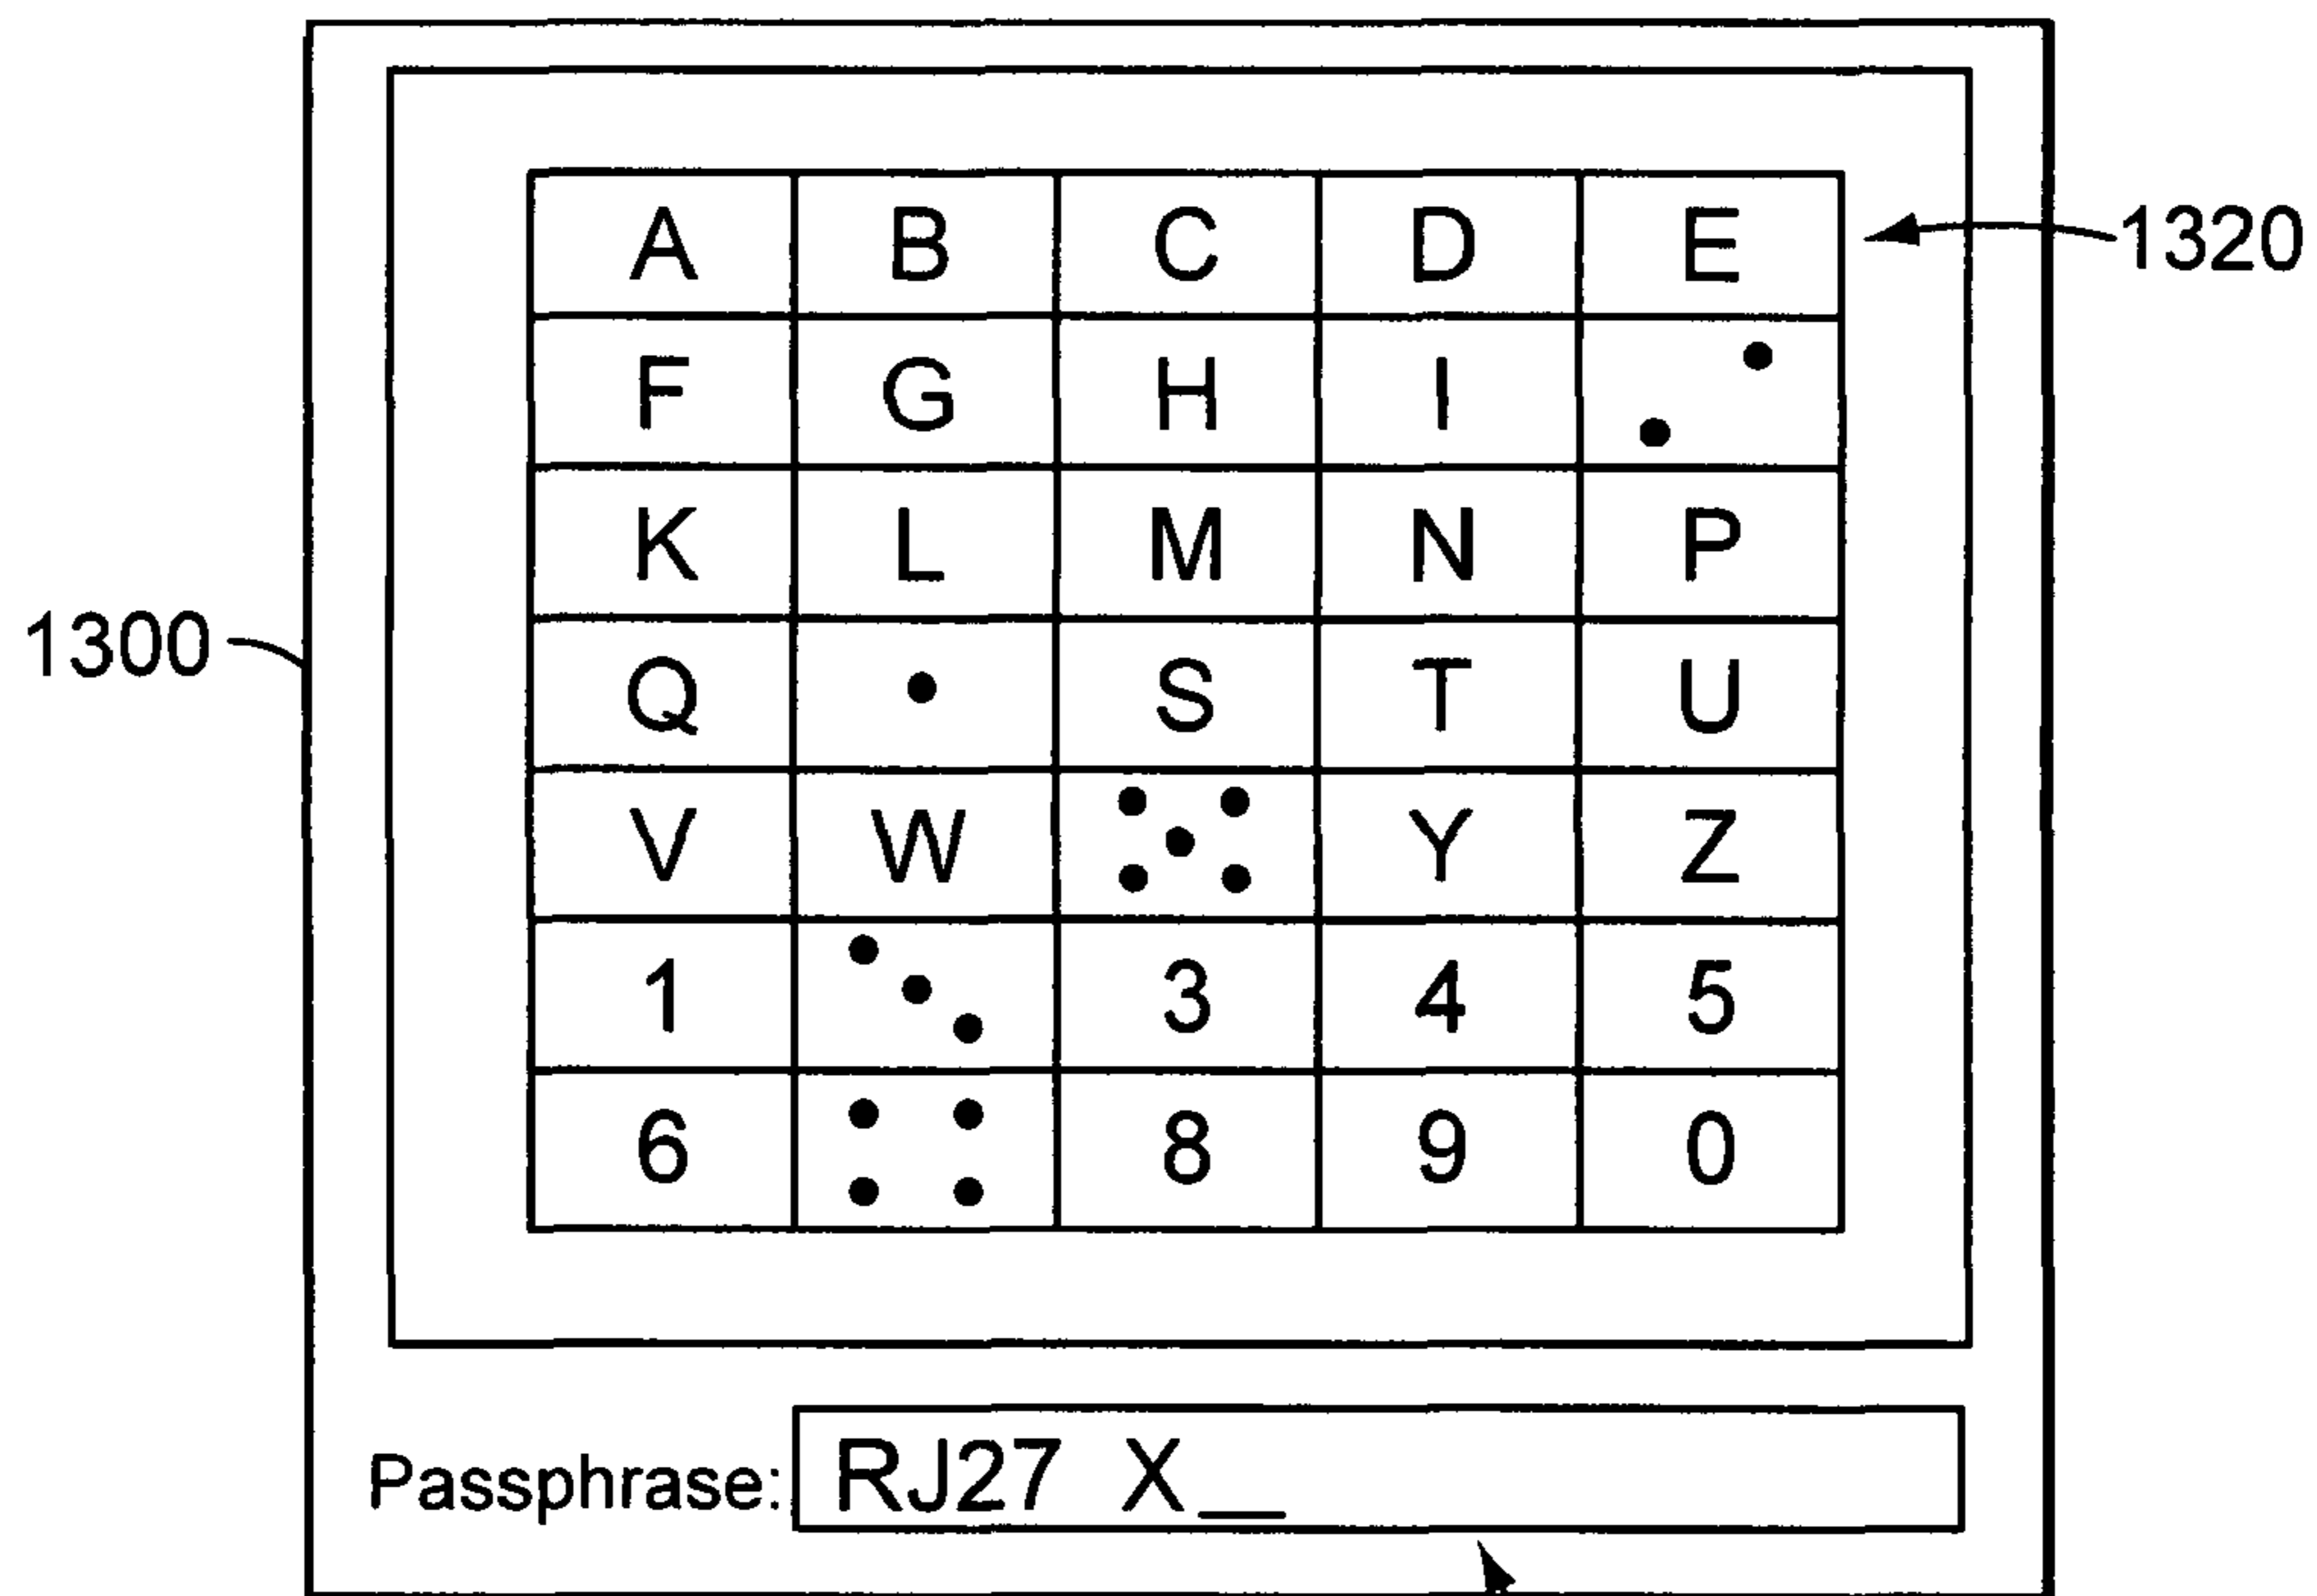 A B C D E
1320
F G H I
K L M N P
1300
Q S T U
V W Y Z
1 3 4 5
6 8 9 0
Passphrase: RJ27 X__